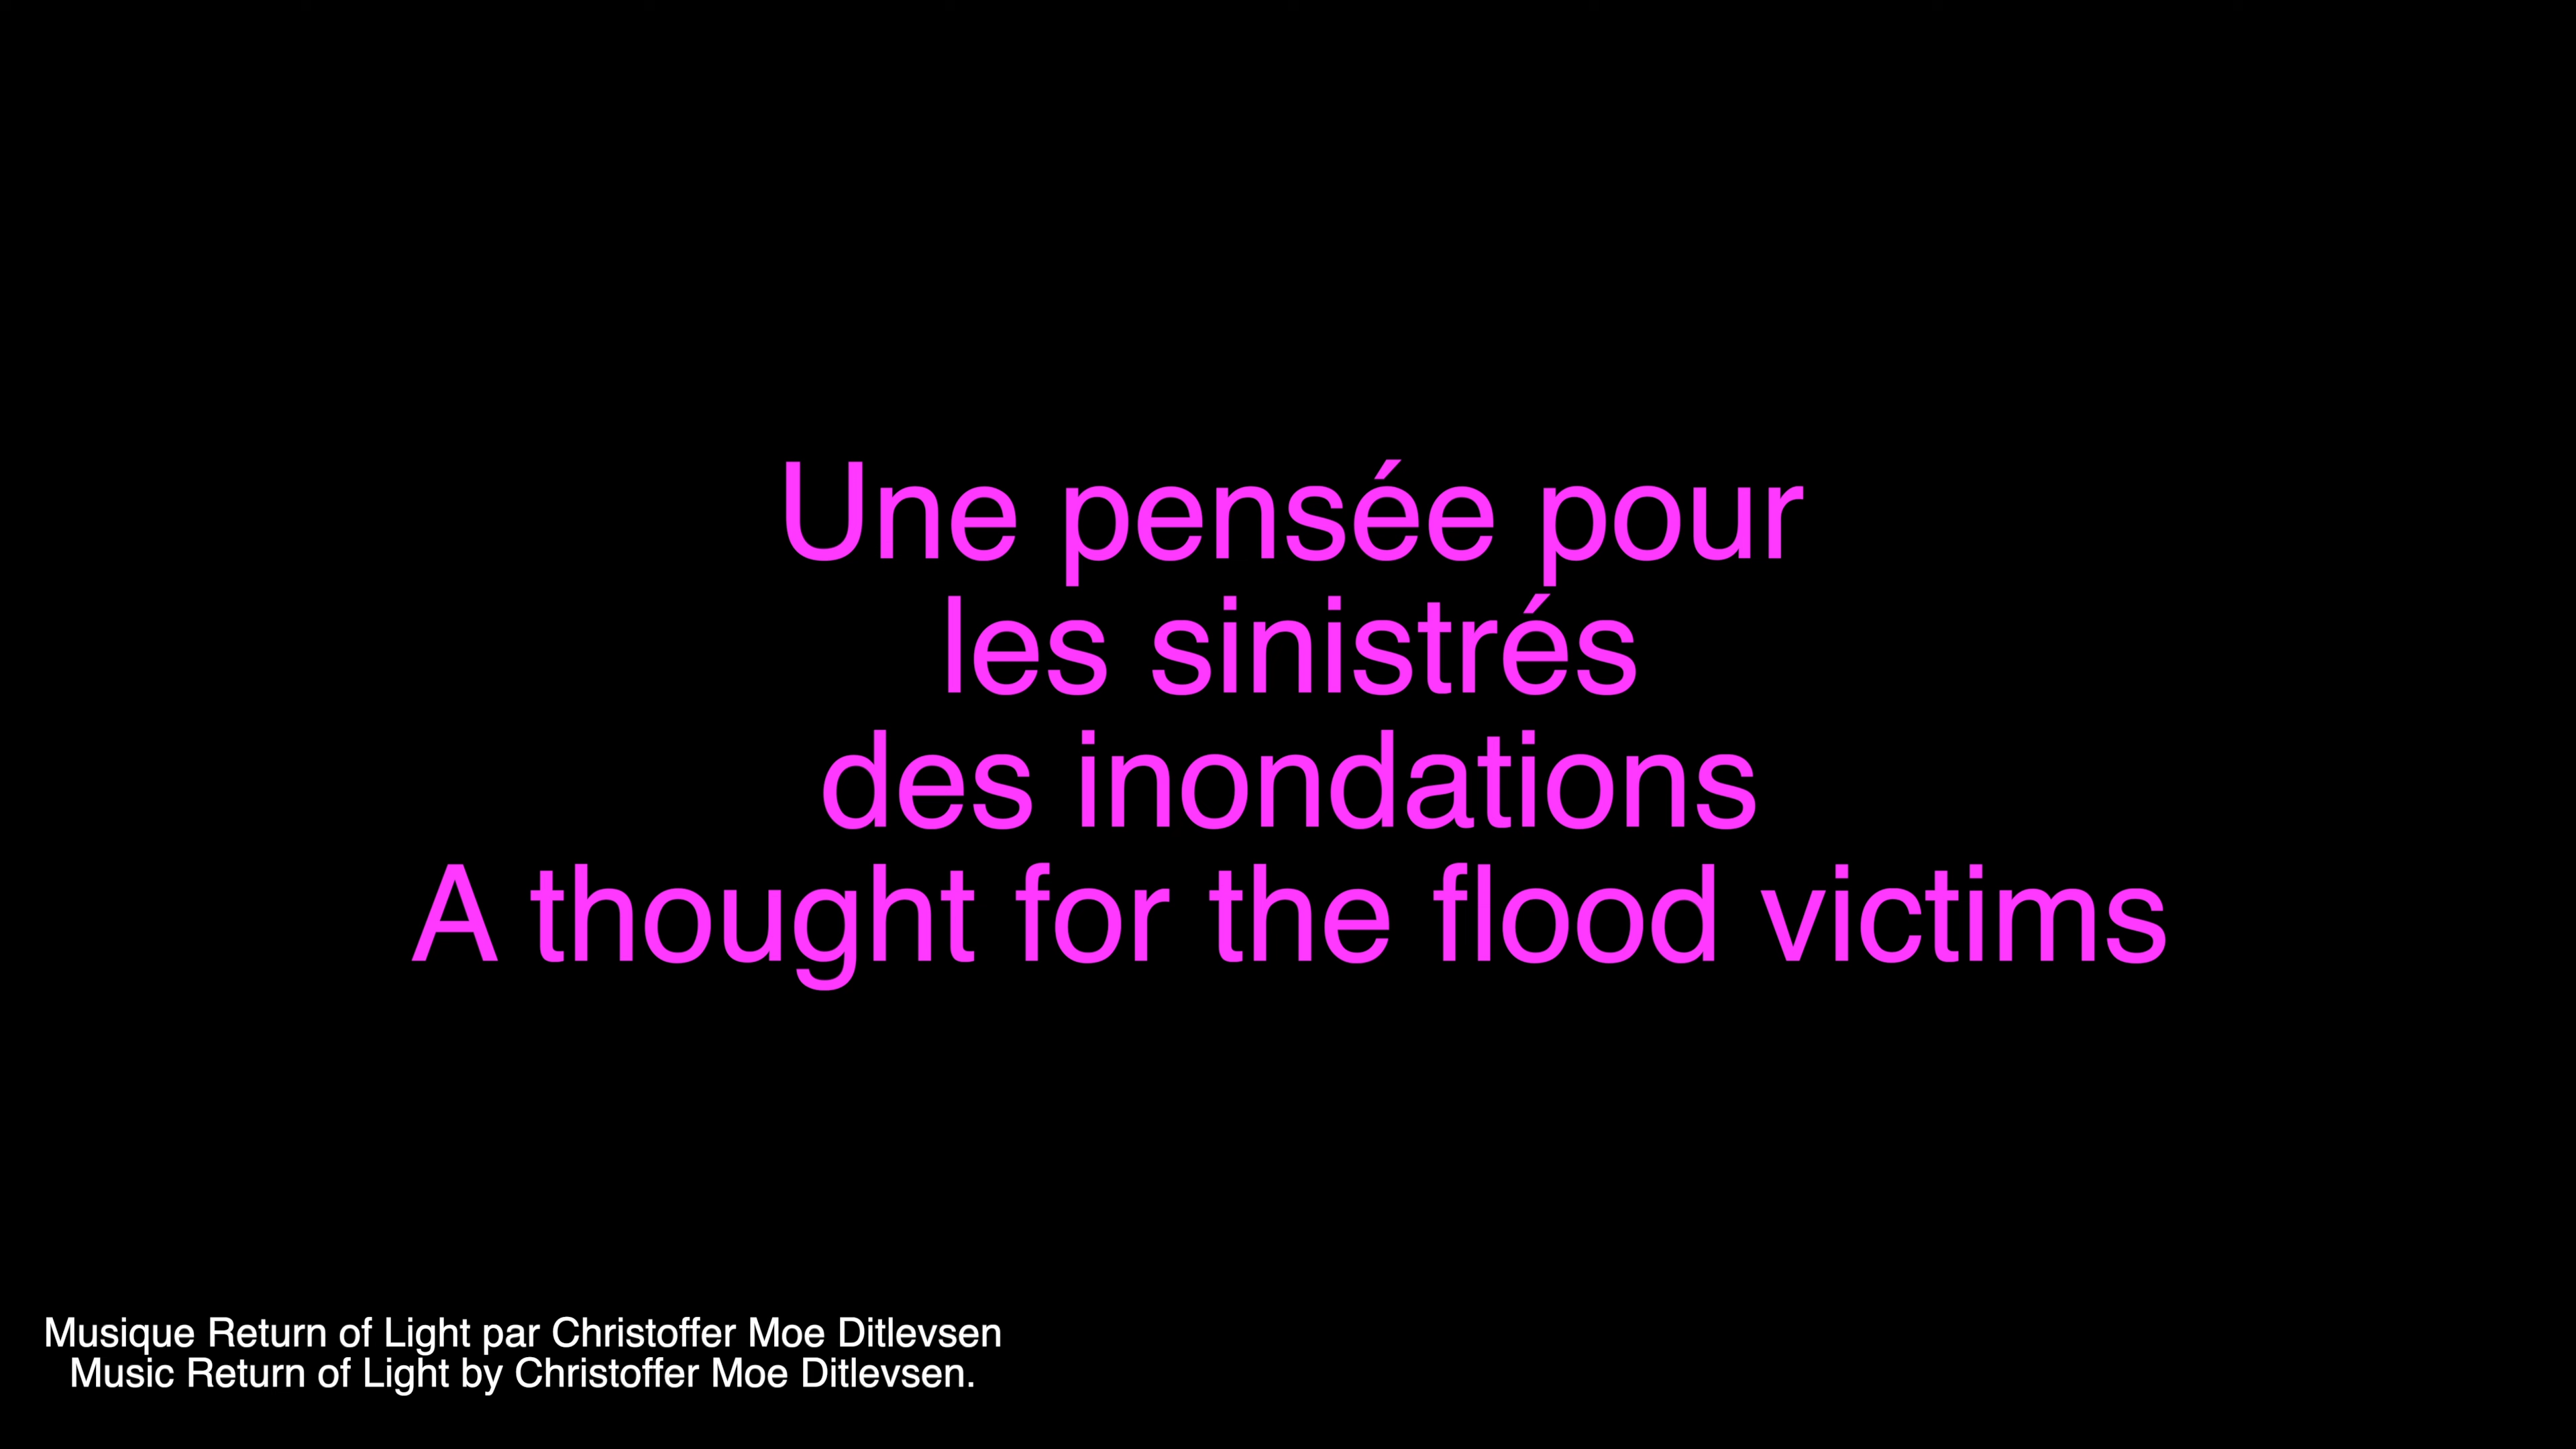 Une pensée pour
les sinistrés
des inondations
A thought for the flood victims
Musique Return of Light par Christoffer Moe Ditlevsen
Music Return of Light by Christoffer Moe Ditlevsen.